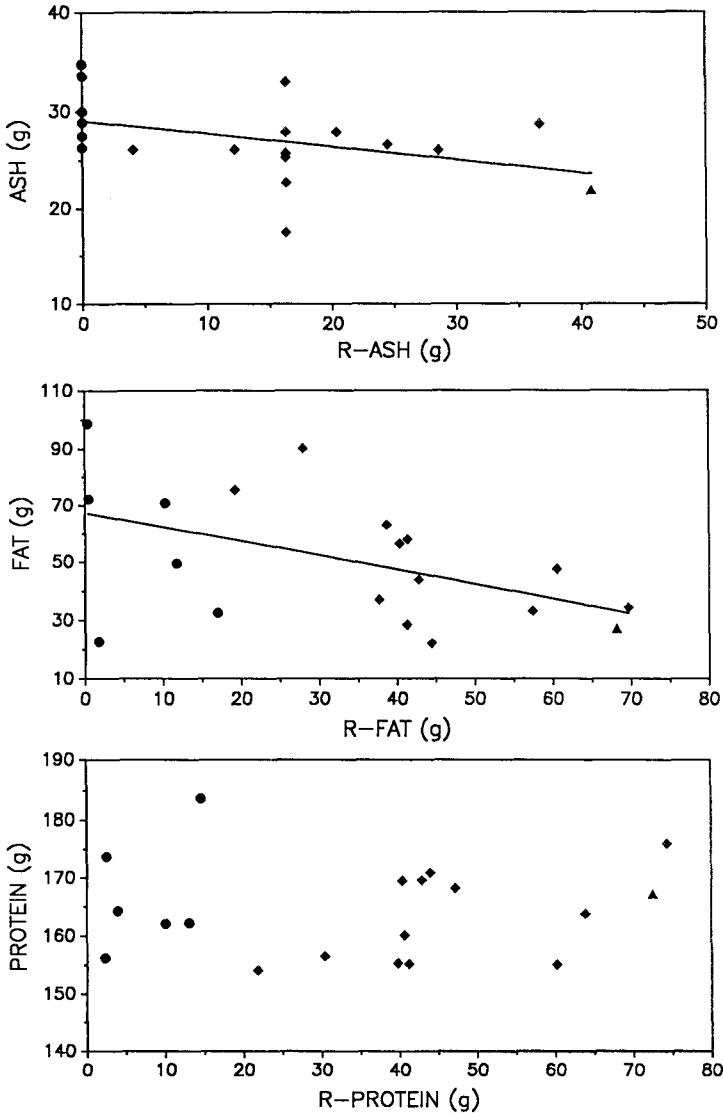 40
30
20
10
ASH (g)
0 10 20 30 40 50
R-ASH (g)
110
90
70
50
30
10
FAT (g)
0 10 20 30 40 50 60 70 80
R-FAT (g)
190
180
170
160
150
140
PROTEIN (g)
0 10 20 30 40 50 60 70 80
R-PROTEIN (g)